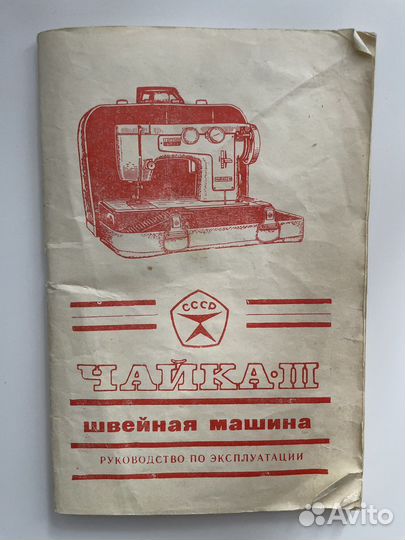 СССР
ЧАЙКА·III
швейная машина
РУКОВОДСТВО ПО ЭКСПЛУАТАЦИИ
Avito